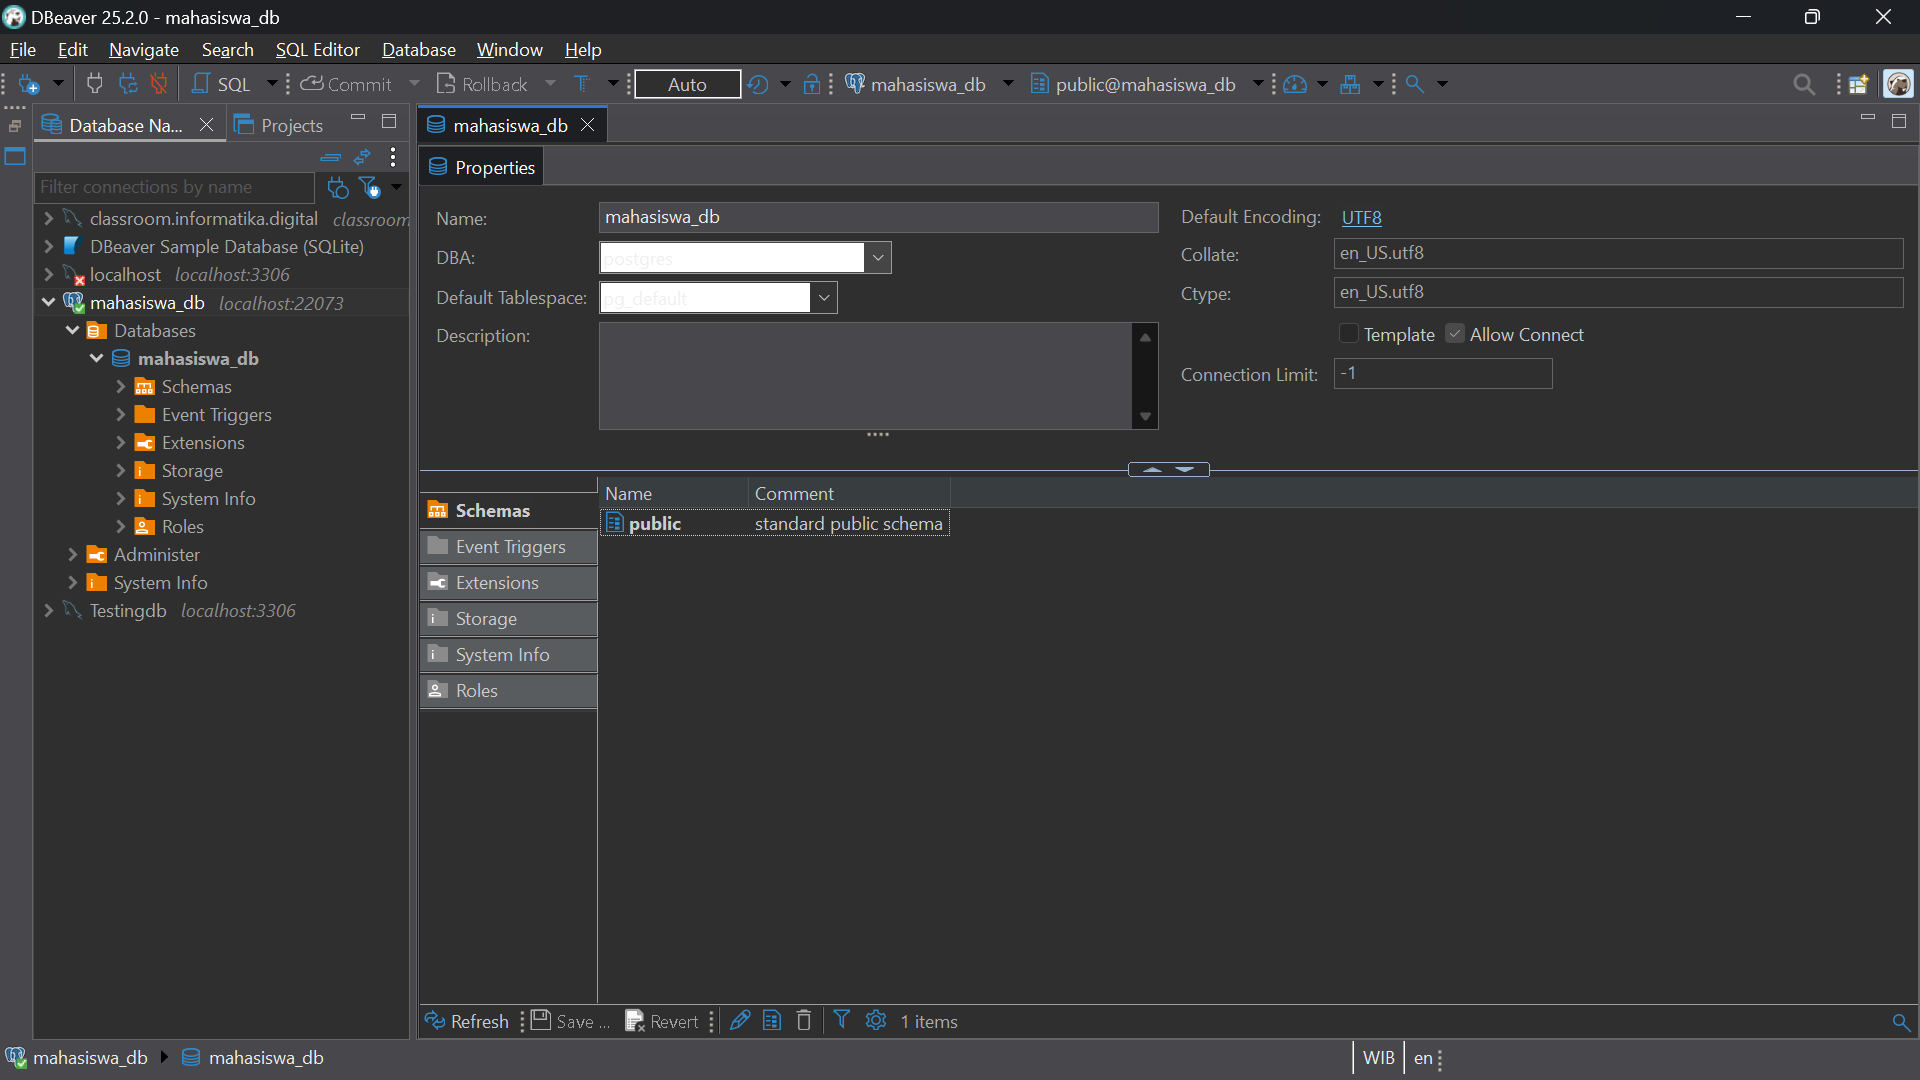 DBeaver 25.2.0 - mahasiswa_db
File Edit Navigate Search SQL Editor Database Window Help
SQL Commit Rollback Auto mahasiswa_db public@mahasiswa_db
Database Na... Projects
Filter connections by name
classroom.informatika.digital classroom
DBeaver Sample Database (SQLite)
localhost localhost:3306
mahasiswa_db localhost:22073
Databases
mahasiswa_db
Schemas
Event Triggers
Extensions
Storage
System Info
Roles
Administer
System Info
Testingdb localhost:3306
mahasiswa_db
Properties
Name: mahasiswa_db
DBA: postgres
Default Tablespace: pg_default
Description:
Default Encoding: UTF8
Collate: en_US.utf8
Ctype: en_US.utf8
Template Allow Connect
Connection Limit: -1
Schemas
Event Triggers
Extensions
Storage
System Info
Roles
Name Comment
public standard public schema
Refresh Save ... Revert 1 items
mahasiswa_db mahasiswa_db
WIB en